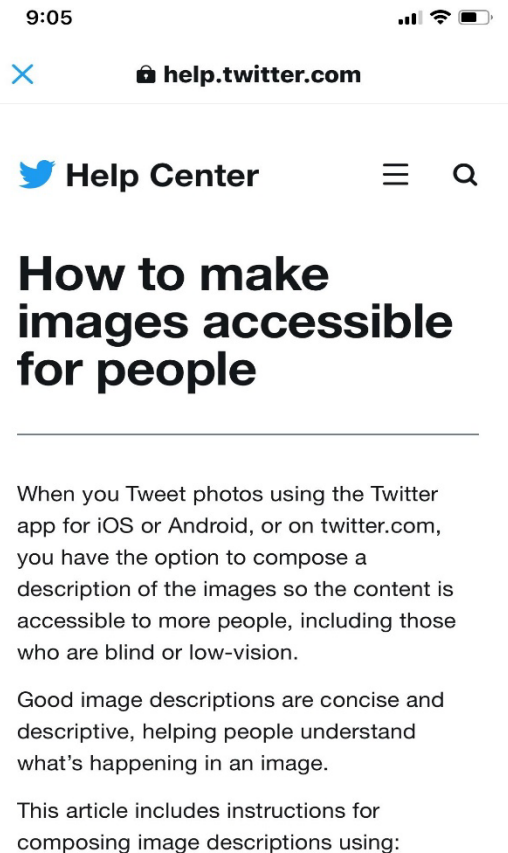 9:05
help.twitter.com
Help Center
How to make
images accessible
for people
When you Tweet photos using the Twitter
app for iOS or Android, or on twitter.com,
you have the option to compose a
description of the images so the content is
accessible to more people, including those
who are blind or low-vision.
Good image descriptions are concise and
descriptive, helping people understand
what’s happening in an image.
This article includes instructions for
composing image descriptions using: